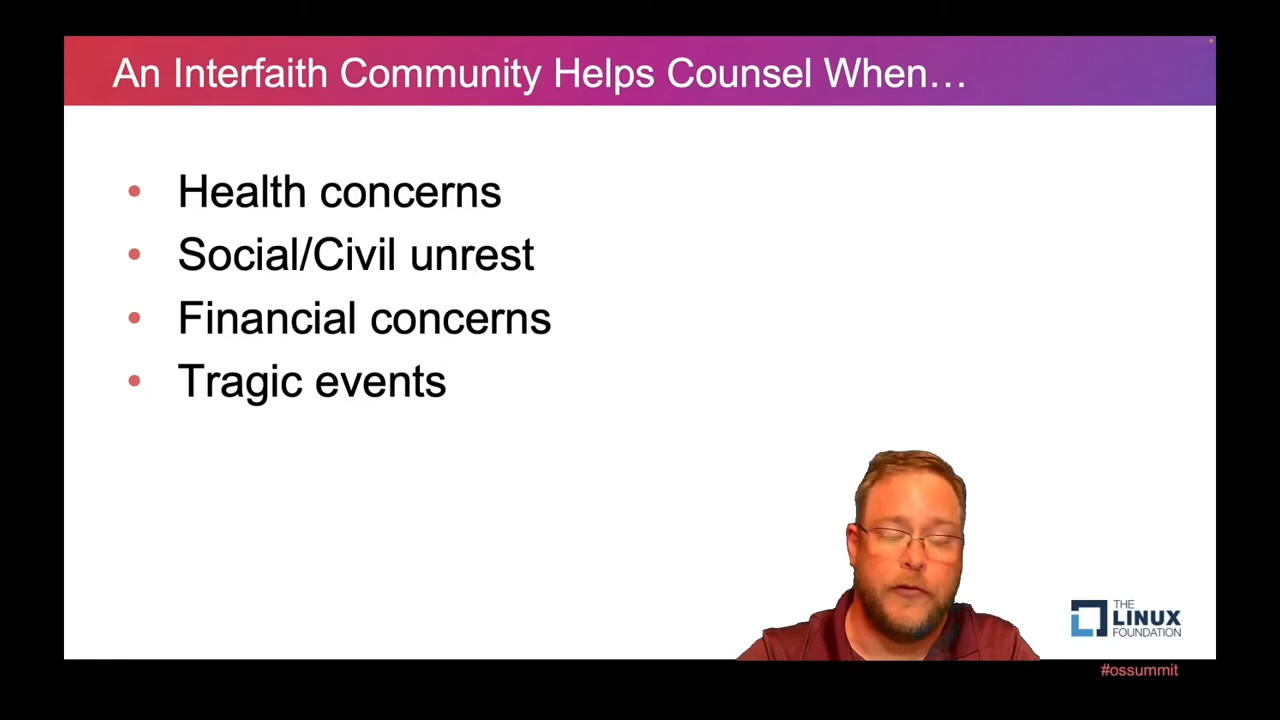 An Interfaith Community Helps Counsel When…
• Health concerns
• Social/Civil unrest
• Financial concerns
• Tragic events
THE
LINUX
FOUNDATION
#ossummit